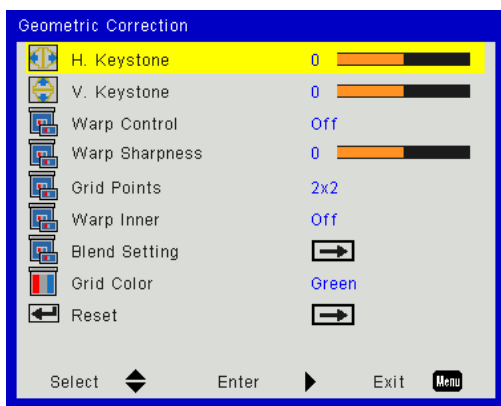 Geometric Correction
H. Keystone 0
V. Keystone 0
Warp Control Off
Warp Sharpness 0
Grid Points 2x2
Warp Inner Off
Blend Setting
Grid Color Green
Reset
Select Enter Exit Menu